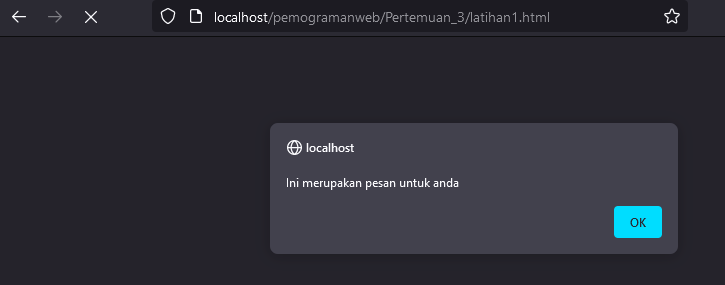 localhost/pemogramanweb/Pertemuan_3/latihan1.html
localhost
Ini merupakan pesan untuk anda
OK